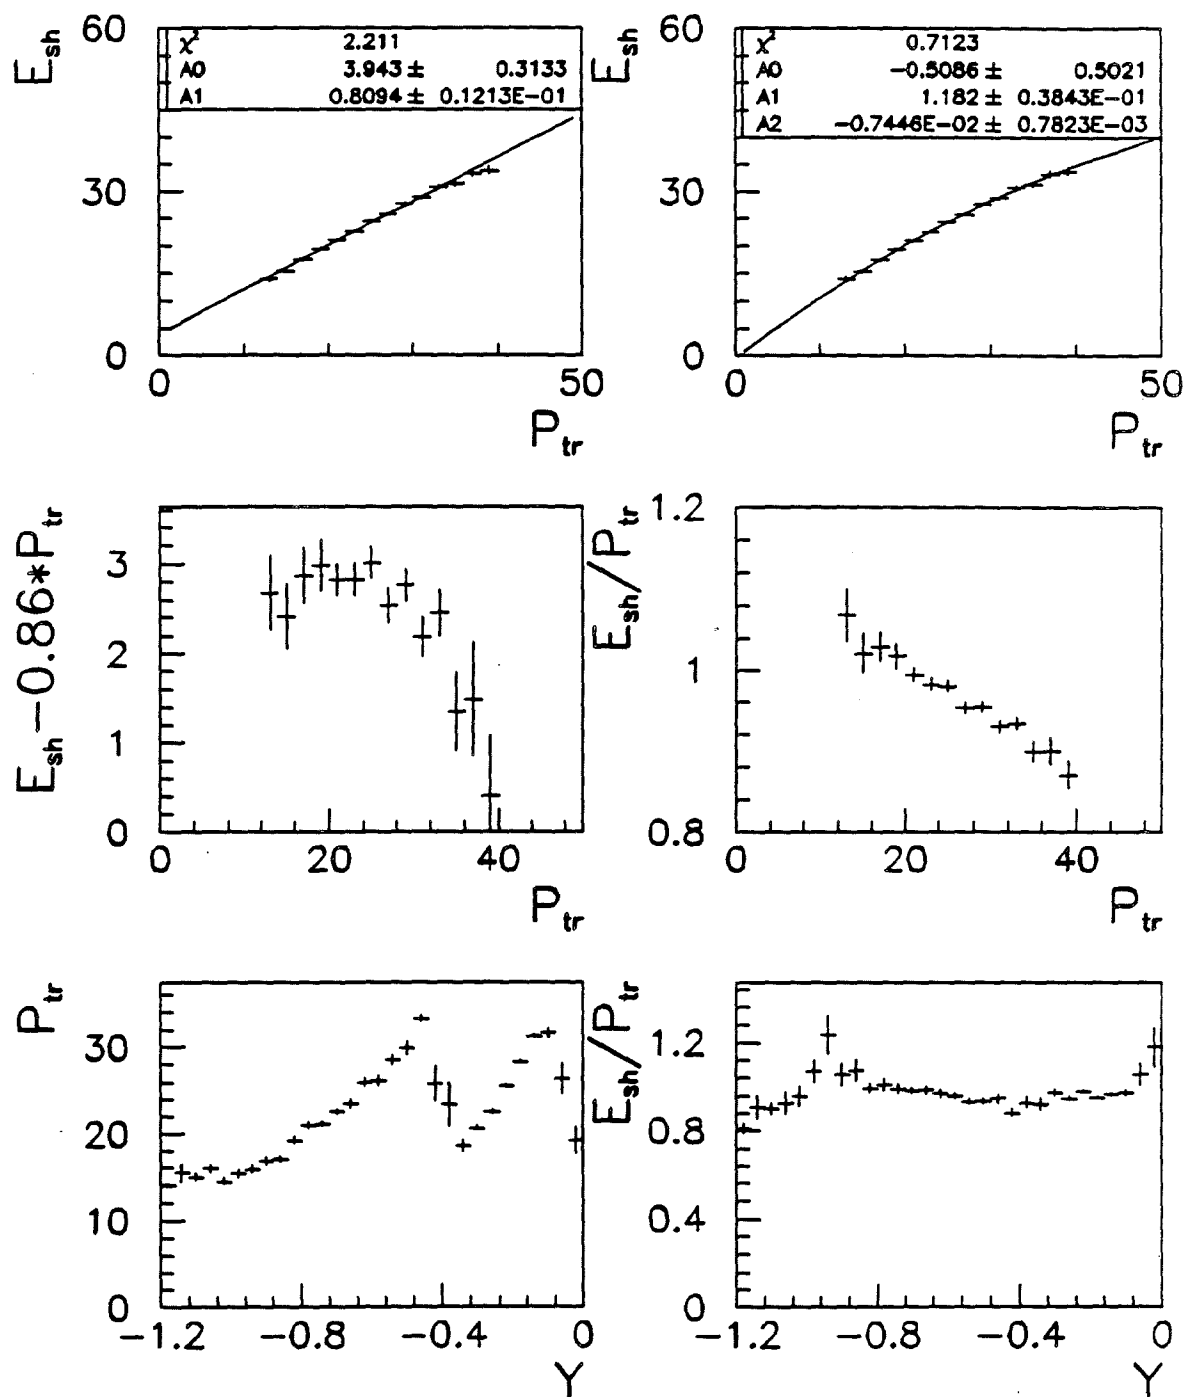 E_sh
60
χ² 2.211
A0 3.943 ± 0.3133
A1 0.8094 ± 0.1213E−01
30
0
0
50
P_tr
E_sh
60
χ² 0.7123
A0 −0.5086 ± 0.5021
A1 1.182 ± 0.3843E−01
A2 −0.7446E−02 ± 0.7823E−03
30
0
0
50
P_tr
E_sh−0.86*P_tr
3
2
1
0
0 20 40
P_tr
E_sh/P_tr
1.2
1
0.8
0 20 40
P_tr
P_tr
30
20
10
0
−1.2 −0.8 −0.4 0
Y
E_sh/P_tr
1.2
0.8
0.4
0
−1.2 −0.8 −0.4 0
Y